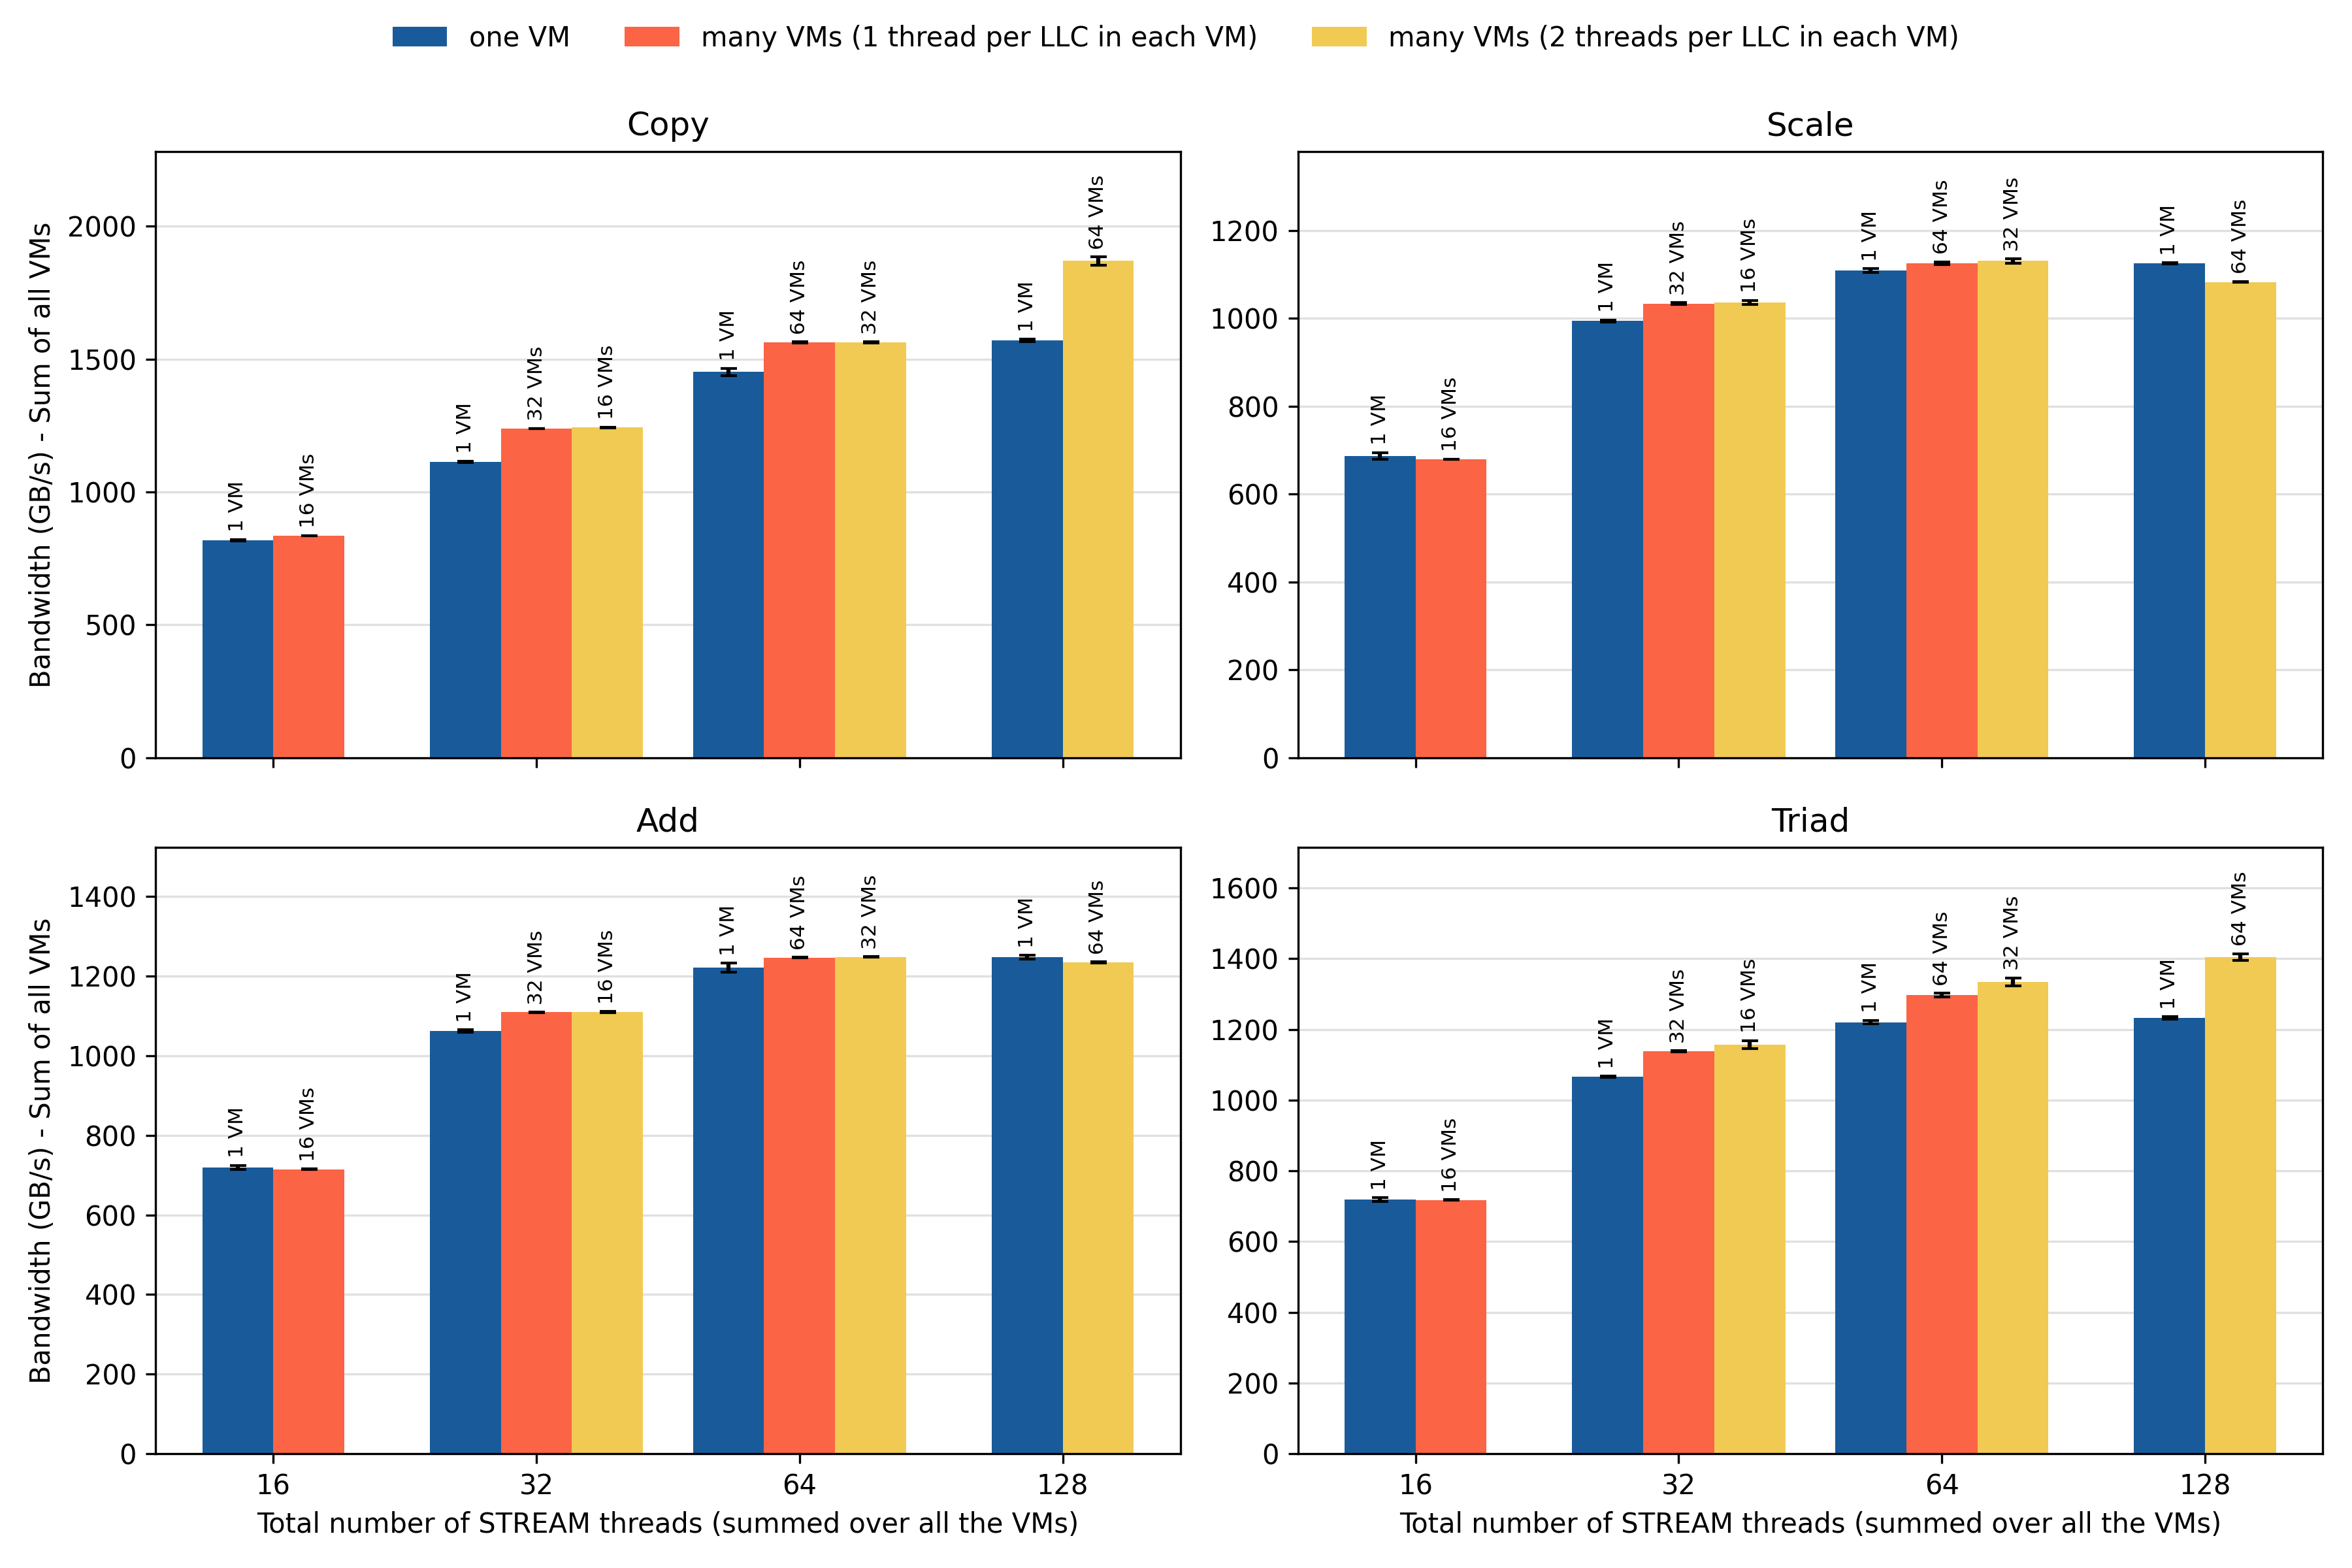 one VM
many VMs (1 thread per LLC in each VM)
many VMs (2 threads per LLC in each VM)
Copy
Bandwidth (GB/s) - Sum of all VMs
2000
1500
1000
500
0
1 VM
16 VMs
1 VM
32 VMs
16 VMs
1 VM
64 VMs
32 VMs
1 VM
64 VMs
Scale
1200
1000
800
600
400
200
0
1 VM
16 VMs
1 VM
32 VMs
16 VMs
1 VM
64 VMs
32 VMs
1 VM
64 VMs
Add
Bandwidth (GB/s) - Sum of all VMs
1400
1200
1000
800
600
400
200
0
1 VM
16 VMs
1 VM
32 VMs
16 VMs
1 VM
64 VMs
32 VMs
1 VM
64 VMs
16
32
64
128
Total number of STREAM threads (summed over all the VMs)
Triad
1600
1400
1200
1000
800
600
400
200
0
1 VM
16 VMs
1 VM
32 VMs
16 VMs
1 VM
64 VMs
32 VMs
1 VM
64 VMs
16
32
64
128
Total number of STREAM threads (summed over all the VMs)